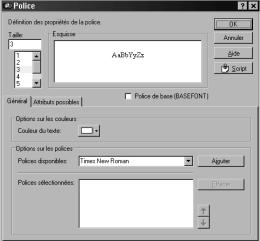 Police
Définition des propriétés de la police.
Taille:
3
1
2
3
4
5
Esquisse
AaBbYyZz
OK
Annuler
Aide
Script
Police de base (BASEFONT)
Général
Attributs possibles
Options sur les couleurs
Couleur du texte:
Options sur les polices
Polices disponibles:
Times New Roman
Ajouter
Polices sélectionnées:
Effacer